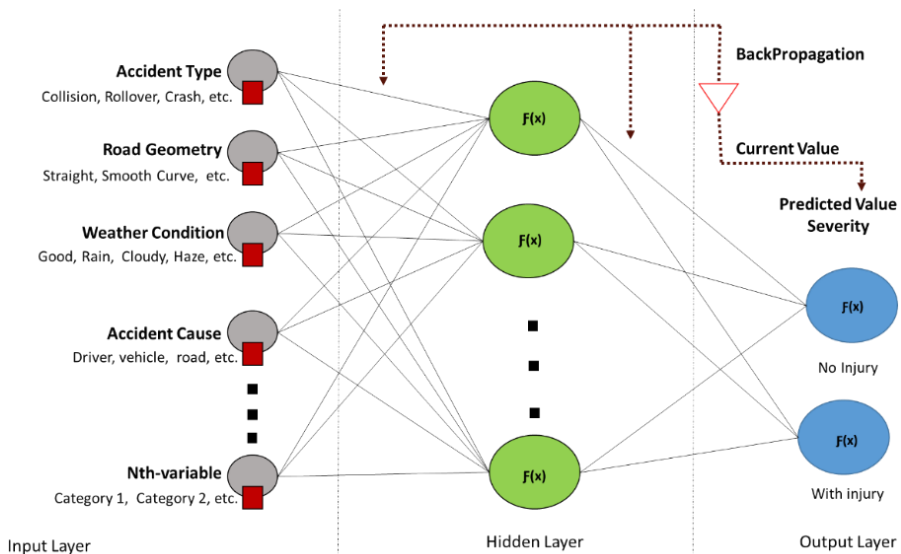 Accident Type
Collision, Rollover, Crash, etc.
Road Geometry
Straight, Smooth Curve, etc.
Weather Condition
Good, Rain, Cloudy, Haze, etc.
Accident Cause
Driver, vehicle, road, etc.
Nth-variable
Category 1, Category 2, etc.
Input Layer
Ƒ(x)
Ƒ(x)
Ƒ(x)
Hidden Layer
BackPropagation
Current Value
Predicted Value
Severity
Ƒ(x)
No Injury
Ƒ(x)
With injury
Output Layer